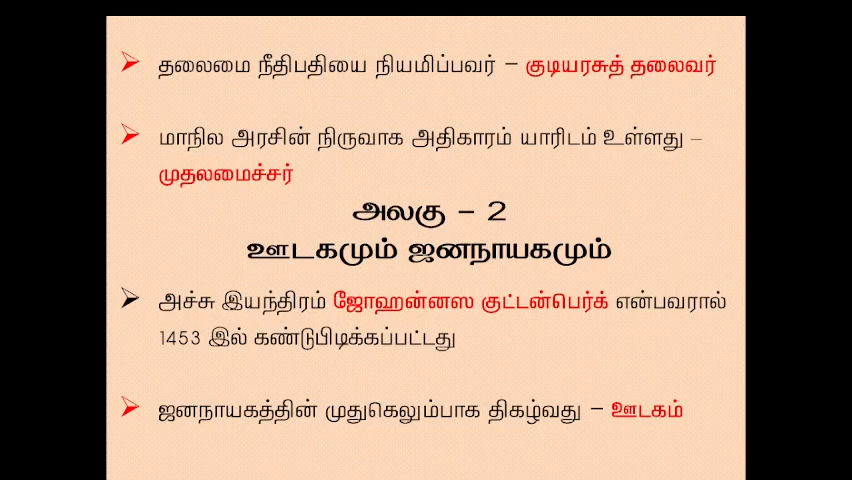 தலைமை நீதிபதியை நியமிப்பவர் – குடியரசுத் தலைவர்
மாநில அரசின் நிருவாக அதிகாரம் யாரிடம் உள்ளது –
முதலமைச்சர்
அலகு – 2
ஊடகமும் ஜனநாயகமும்
அச்சு இயந்திரம் ஜோஹன்னஸ குட்டன்பெர்க் என்பவரால்
1453 இல் கண்டுபிடிக்கப்பட்டது
ஜனநாயகத்தின் முதுகெலும்பாக திகழ்வது – ஊடகம்